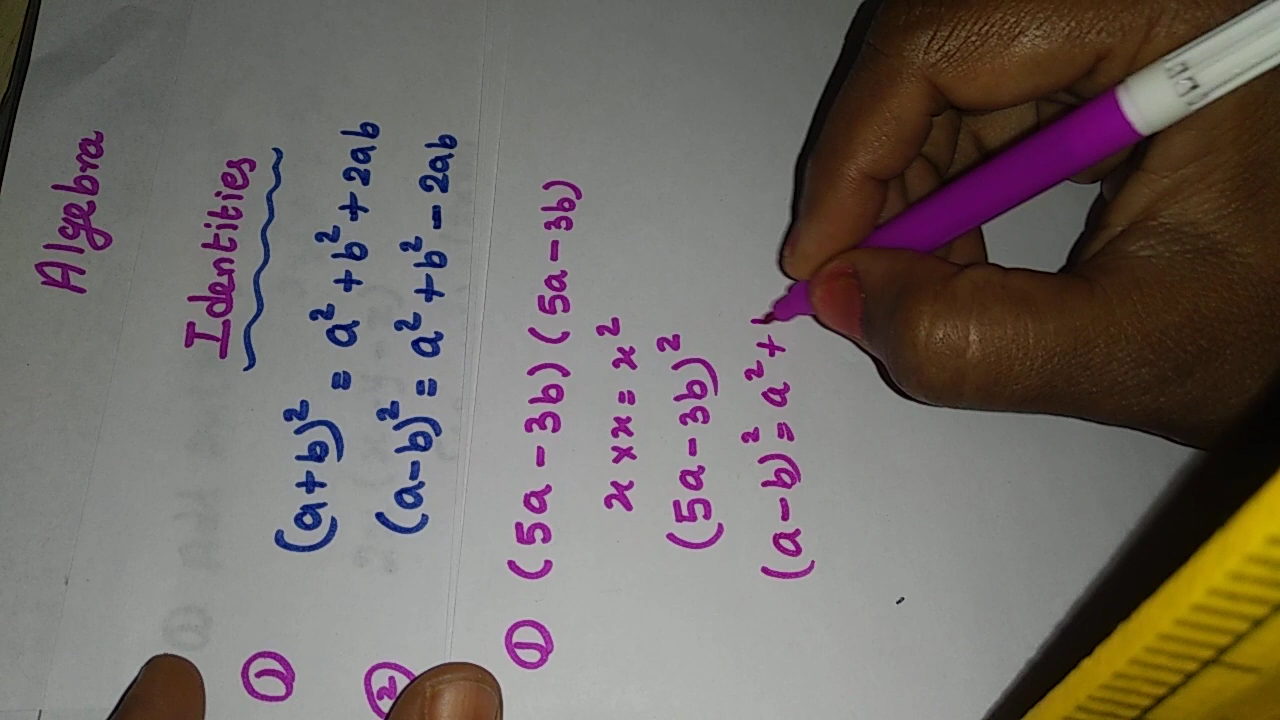 Algebra
Identities
① (a+b)² = a² + b² + 2ab
② (a-b)² = a² + b² - 2ab
① (5a - 3b) (5a - 3b)
x × x = x²
(5a - 3b)²
(a - b)² = a² +